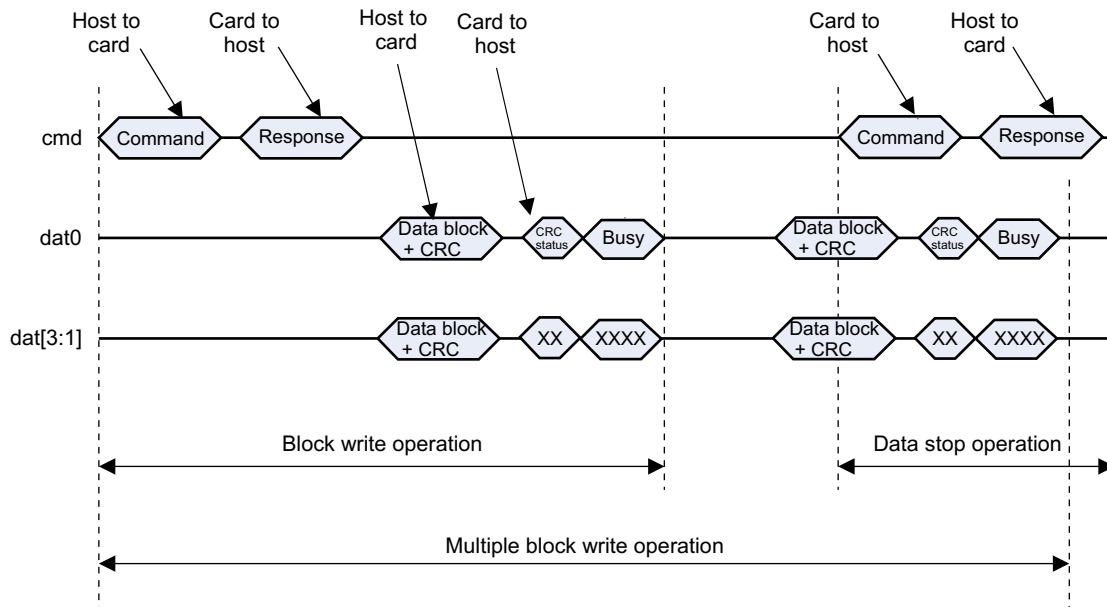 Host to
card
Card to
host
Host to
card
Card to
host
Card to
host
Host to
card
cmd
Command
Response
Command
Response
dat0
Data block
+ CRC
CRC
status
Busy
Data block
+ CRC
CRC
status
Busy
dat[3:1]
Data block
+ CRC
XX
XXXX
Data block
+ CRC
XX
XXXX
Block write operation
Data stop operation
Multiple block write operation